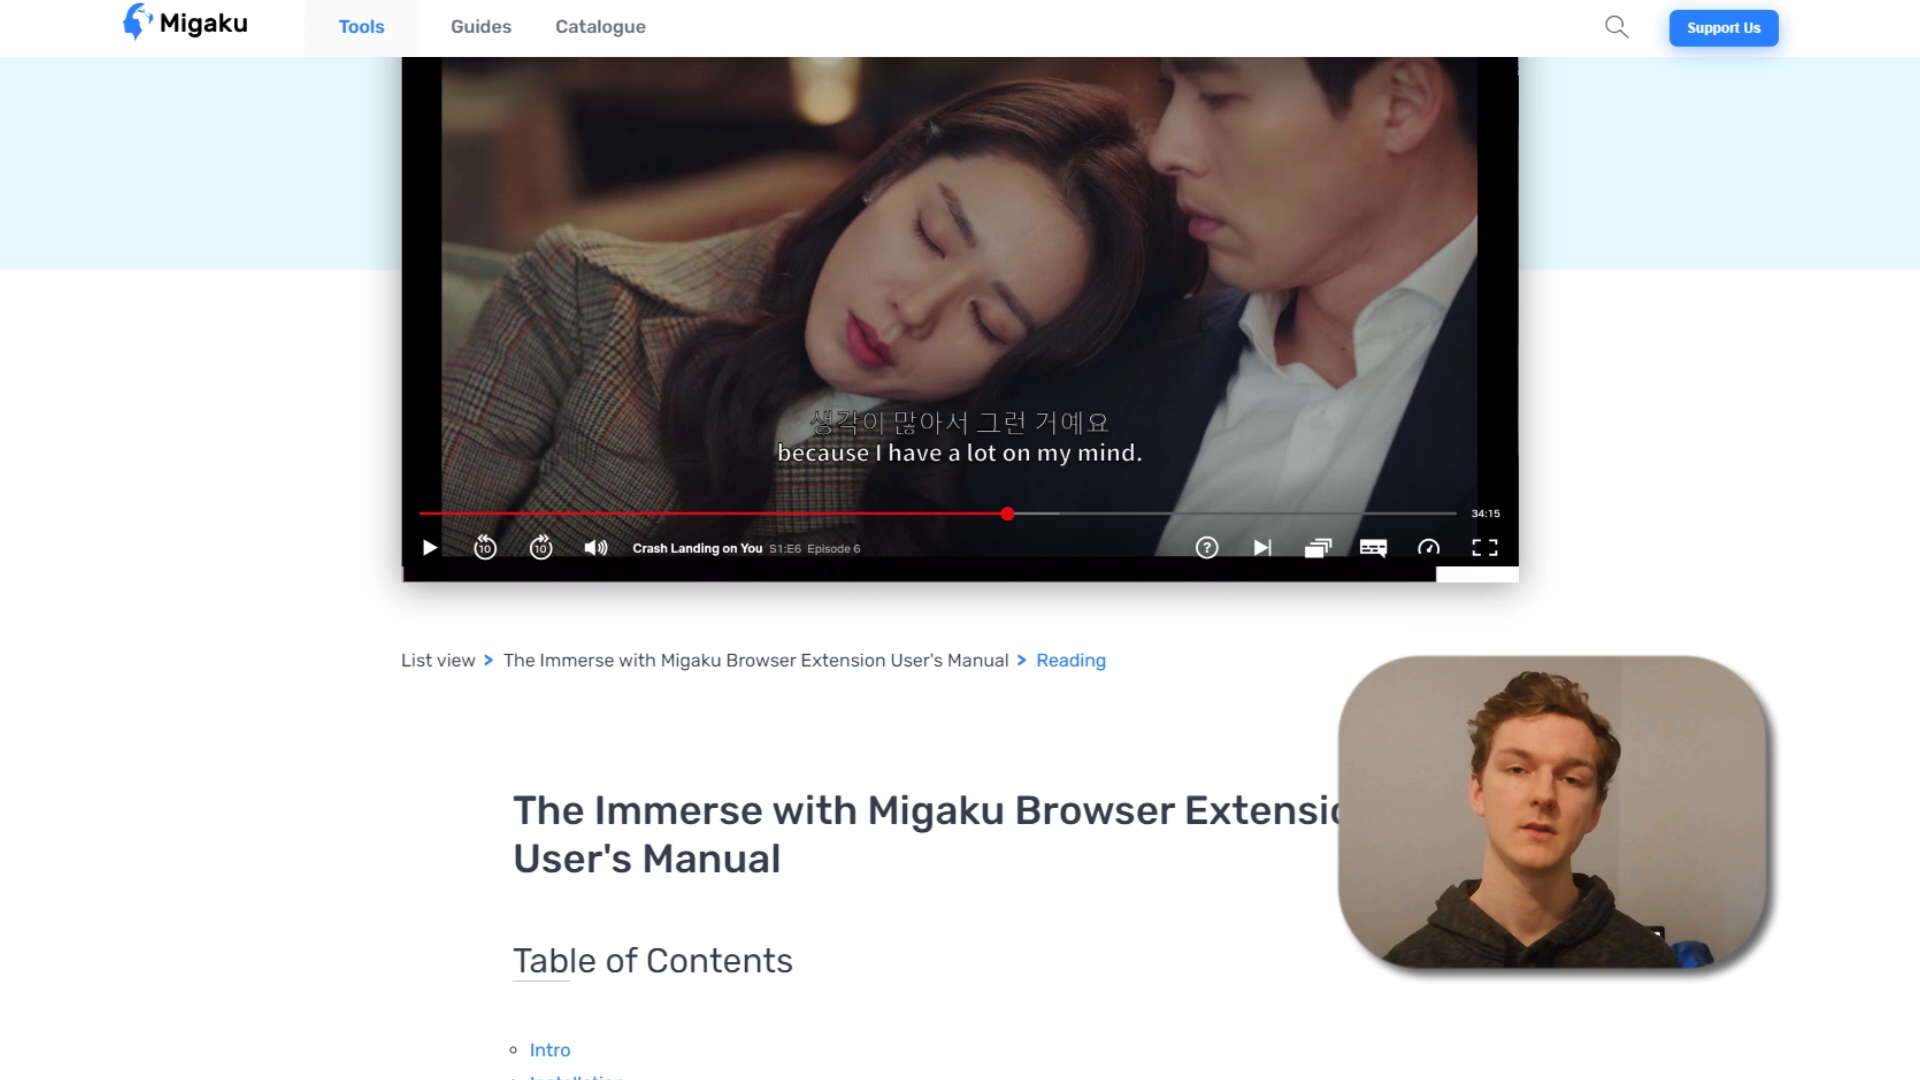 Migaku
Tools
Guides
Catalogue
Support Us
생각이 많아서 그런 거예요
because I have a lot on my mind.
34:15
10
10
Crash Landing on You S1:E6 Episode 6
?
List view > The Immerse with Migaku Browser Extension User's Manual > Reading
The Immerse with Migaku Browser
User's Manual
Table of Contents
Intro